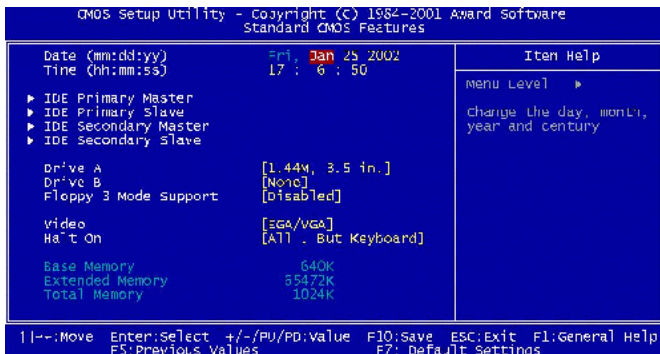 CMOS Setup Utility - Copyright (C) 1984-2001 Award Software
Standard CMOS Features
Date (mm:dd:yy) Fri, Jan 25 2002
Time (hh:mm:ss) 17 : 6 : 50
IDE Primary Master
IDE Primary Slave
IDE Secondary Master
IDE Secondary Slave
Drive A [1.44M, 3.5 in.]
Drive B [None]
Floppy 3 Mode Support [Disabled]
Video [EGA/VGA]
Halt On [All , But Keyboard]
Base Memory 640K
Extended Memory 65472K
Total Memory 1024K
Item Help
Menu Level ▶
Change the day, month,
year and century
↑↓→←:Move Enter:Select +/-/PU/PD:Value F10:Save ESC:Exit F1:General Help
F5:Previous Values F7: Default Settings